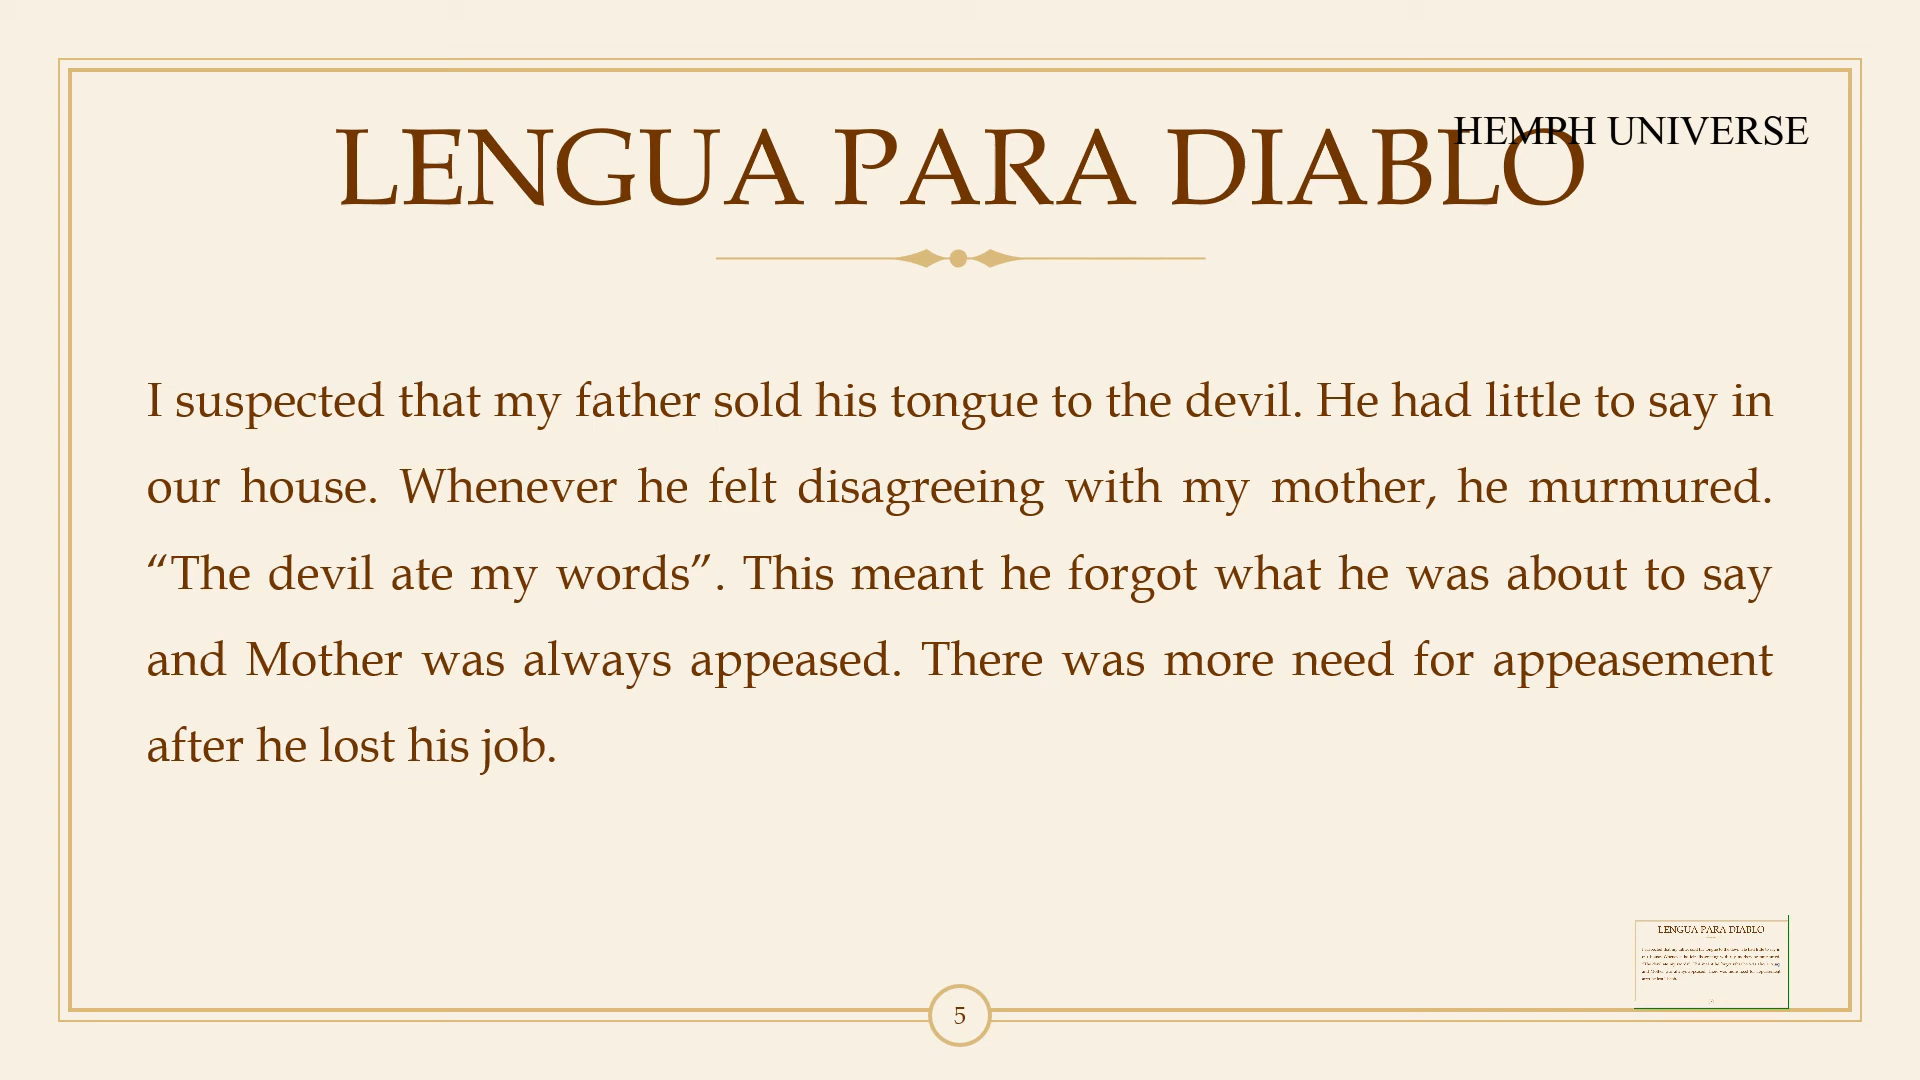 LENGUA PARA DIABLO
HEMPH UNIVERSE
I suspected that my father sold his tongue to the devil. He had little to say in
our house. Whenever he felt disagreeing with my mother, he murmured.
“The devil ate my words”. This meant he forgot what he was about to say
and Mother was always appeased. There was more need for appeasement
after he lost his job.
LENGUA PARA DIABLO
5